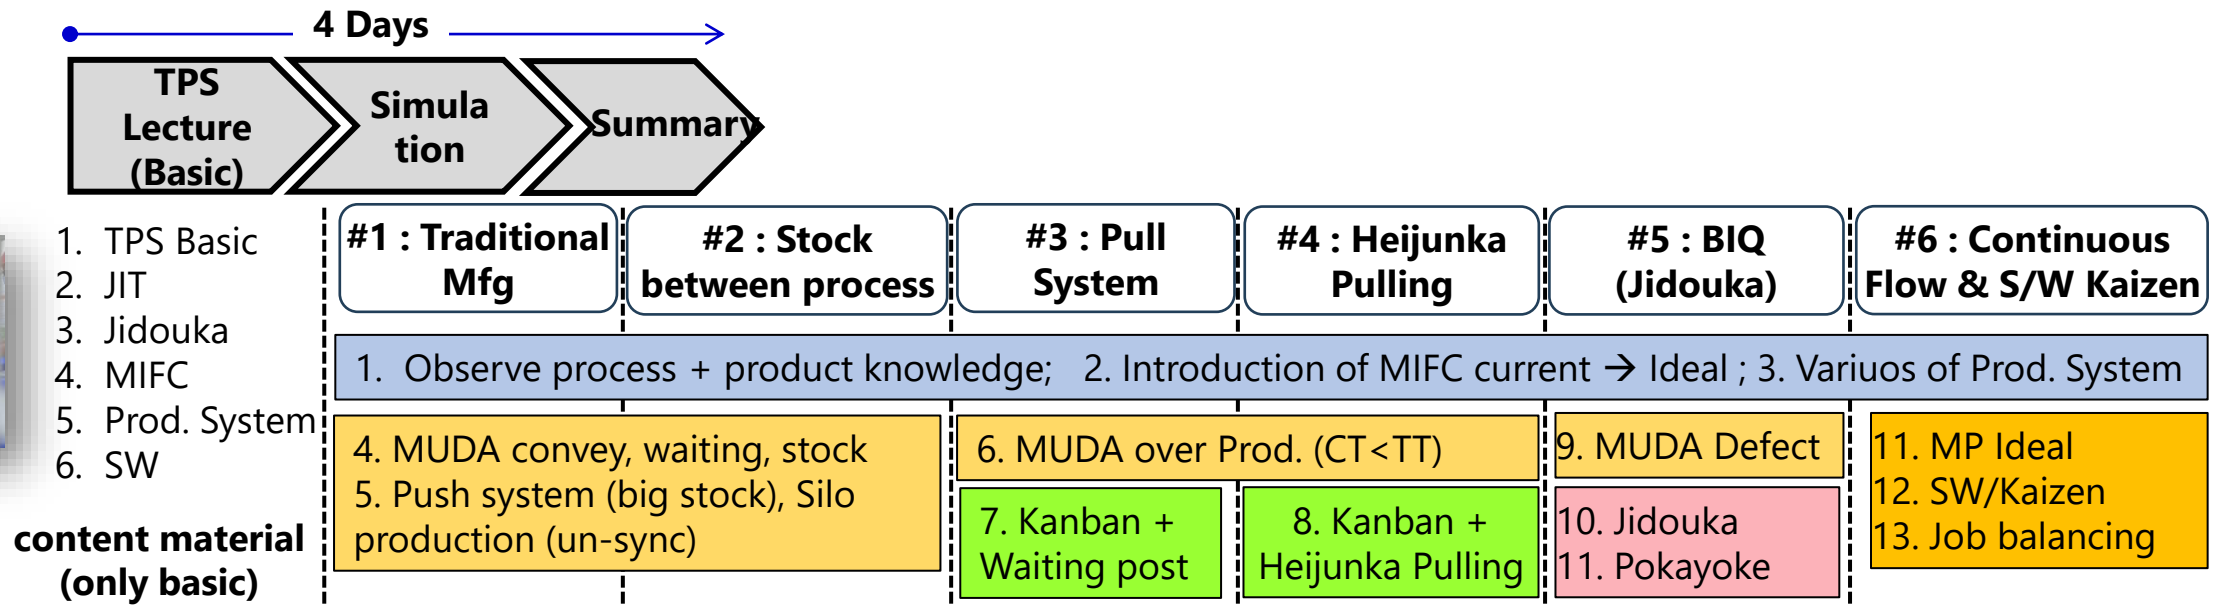 4 Days
TPS
Lecture
(Basic)
Simula
tion
Summary
1. TPS Basic
2. JIT
3. Jidouka
4. MIFC
5. Prod. System
6. SW
content material
(only basic)
#1 : Traditional
Mfg
#2 : Stock
between process
#3 : Pull
System
#4 : Heijunka
Pulling
#5 : BIQ
(Jidouka)
#6 : Continuous
Flow & S/W Kaizen
1. Observe process + product knowledge; 2. Introduction of MIFC current → Ideal ; 3. Variuos of Prod. System
4. MUDA convey, waiting, stock
5. Push system (big stock), Silo
production (un-sync)
6. MUDA over Prod. (CT<TT)
7. Kanban +
Waiting post
8. Kanban +
Heijunka Pulling
9. MUDA Defect
10. Jidouka
11. Pokayoke
11. MP Ideal
12. SW/Kaizen
13. Job balancing